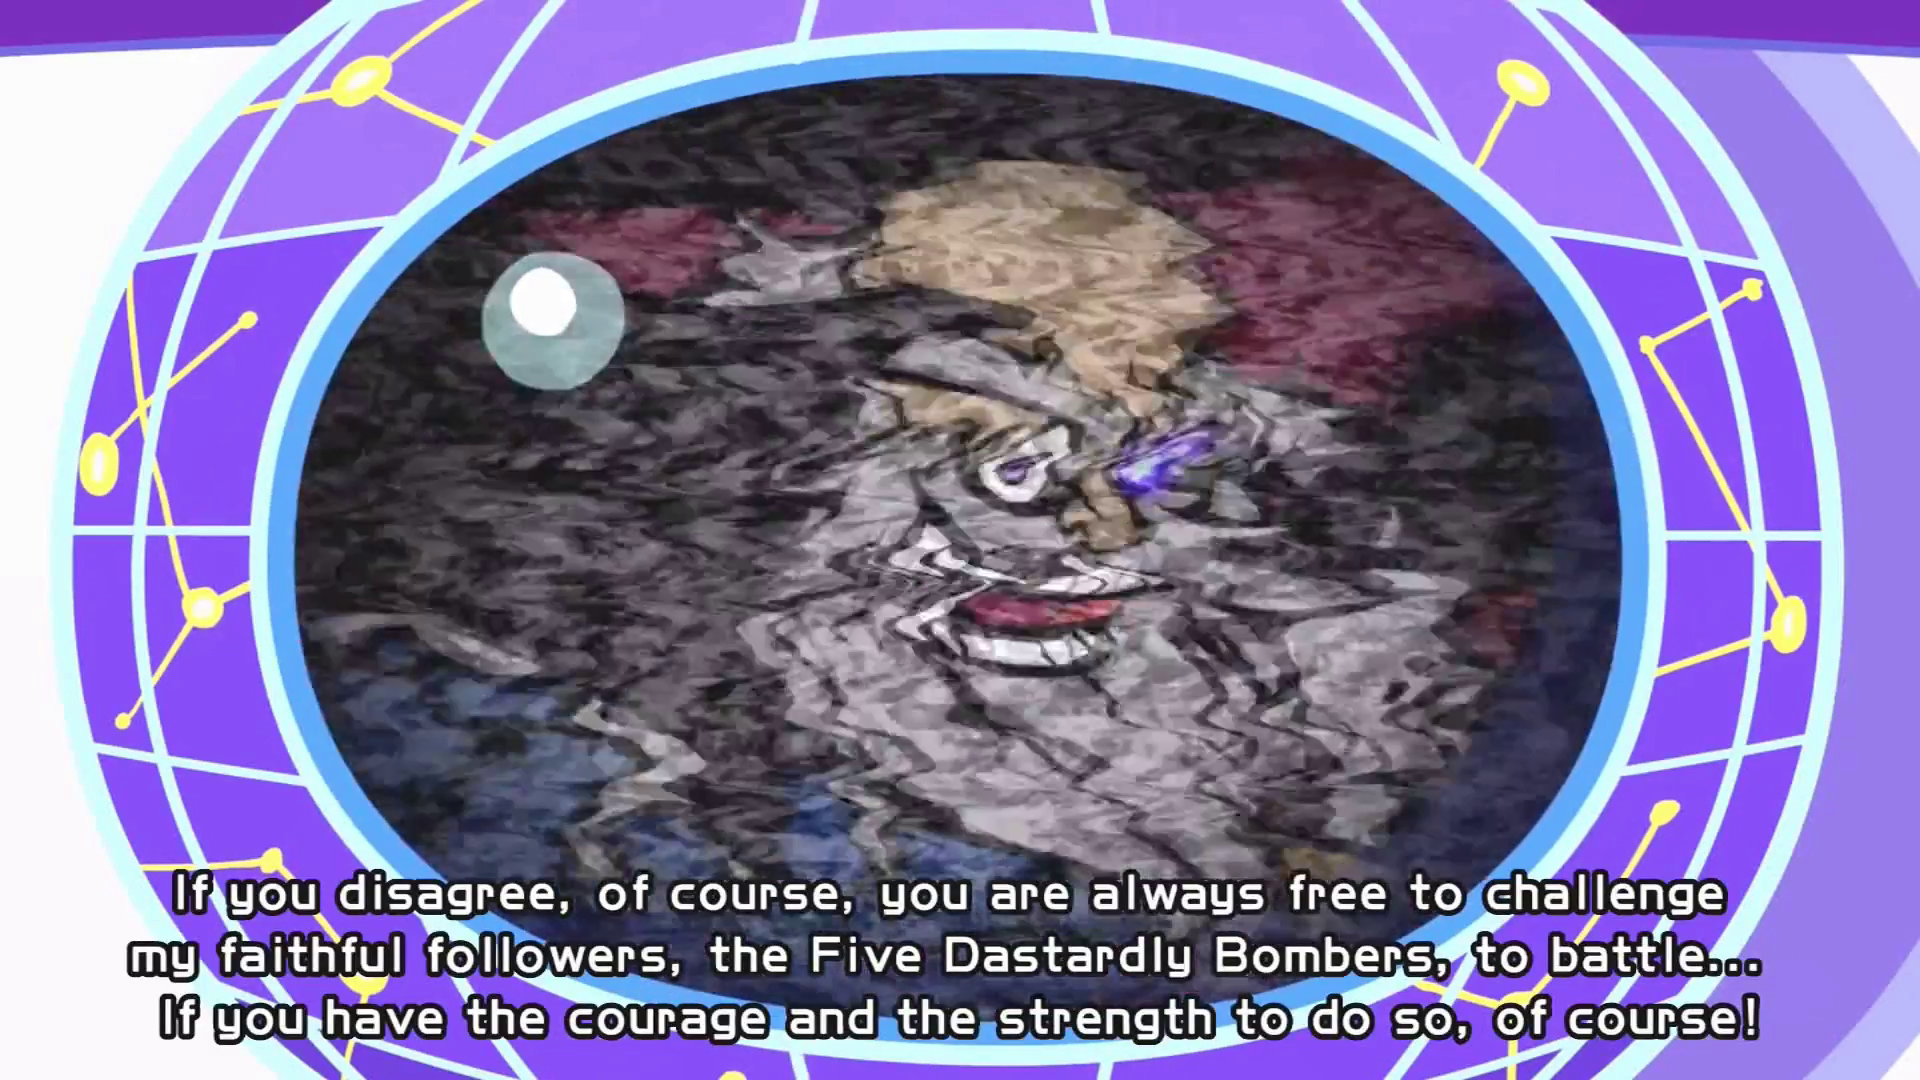 If you disagree, of course, you are always free to challenge
my faithful followers, the Five Dastardly Bombers, to battle...
If you have the courage and the strength to do so, of course!